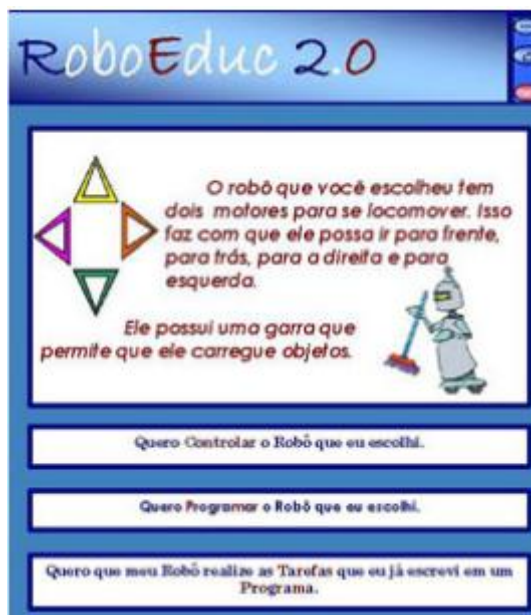 RoboEduc 2.0
O robô que você escolheu tem
dois motores para se locomover. Isso
faz com que ele possa ir para frente,
para trás, para a direita e para
esquerda.
Ele possui uma garra que
permite que ele carregue objetos.
Quero Controlar o Robô que eu escolhi.
Quero Programar o Robô que eu escolhi.
Quero que meu Robô realize as Tarefas que eu já escrevi em um
Programa.